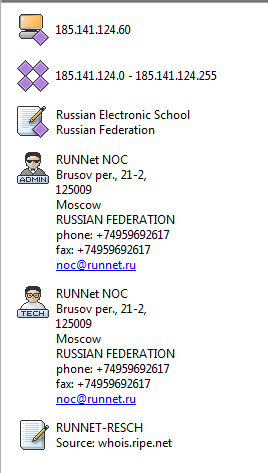 185.141.124.60
185.141.124.0 - 185.141.124.255
Russian Electronic School
Russian Federation
ADMIN
RUNNet NOC
Brusov per., 21-2,
125009
Moscow
RUSSIAN FEDERATION
phone: +74959692617
fax: +74959692617
noc@runnet.ru
TECH
RUNNet NOC
Brusov per., 21-2,
125009
Moscow
RUSSIAN FEDERATION
phone: +74959692617
fax: +74959692617
noc@runnet.ru
RUNNET-RESCH
Source: whois.ripe.net